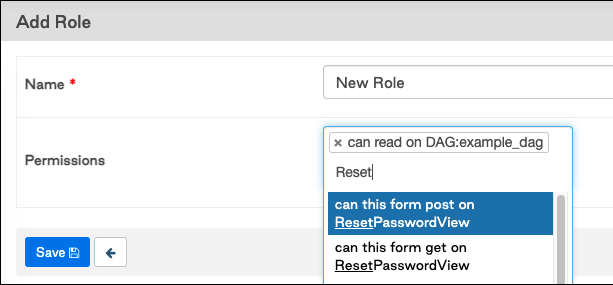 Add Role
Name *
New Role
Permissions
× can read on DAG:example_dag
Reset
can this form post on
ResetPasswordView
can this form get on
ResetPasswordView
Save